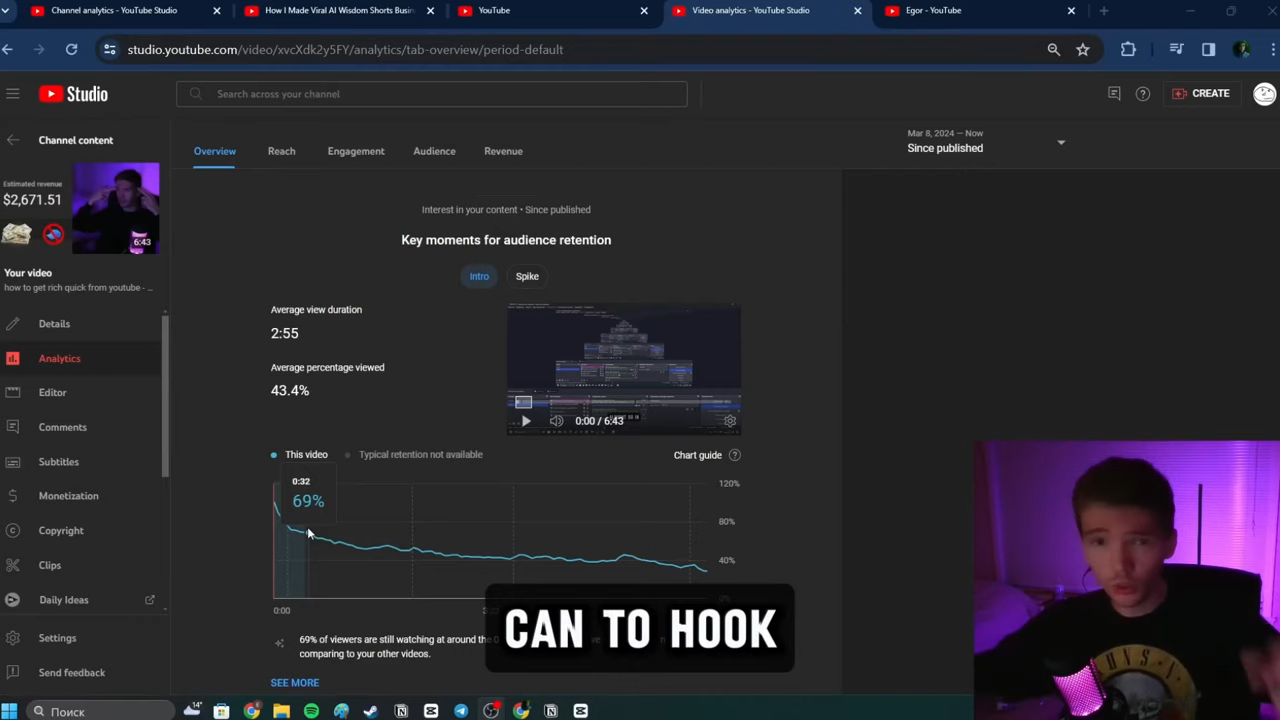 Channel analytics - YouTube Studio
How I Made Viral AI Wisdom Shorts Busin
YouTube
Video analytics - YouTube Studio
Egor - YouTube
studio.youtube.com/video/xvcXdk2y5FY/analytics/tab-overview/period-default
Studio
Search across your channel
CREATE
Channel content
Overview
Reach
Engagement
Audience
Revenue
Mar 8, 2024 — Now
Since published
Estimated revenue
$2,671.51
6:43
Your video
how to get rich quick from youtube - ...
Details
Analytics
Editor
Comments
Subtitles
Monetization
Copyright
Clips
Daily Ideas
Settings
Send feedback
Interest in your content • Since published
Key moments for audience retention
Intro
Spike
Average view duration
2:55
Average percentage viewed
43.4%
0:00 / 6:43
This video
Typical retention not available
Chart guide
0:32
69%
120%
80%
40%
0:00
69% of viewers are still watching at around the 0
comparing to your other videos.
SEE MORE
CAN TO HOOK
14°
Поиск